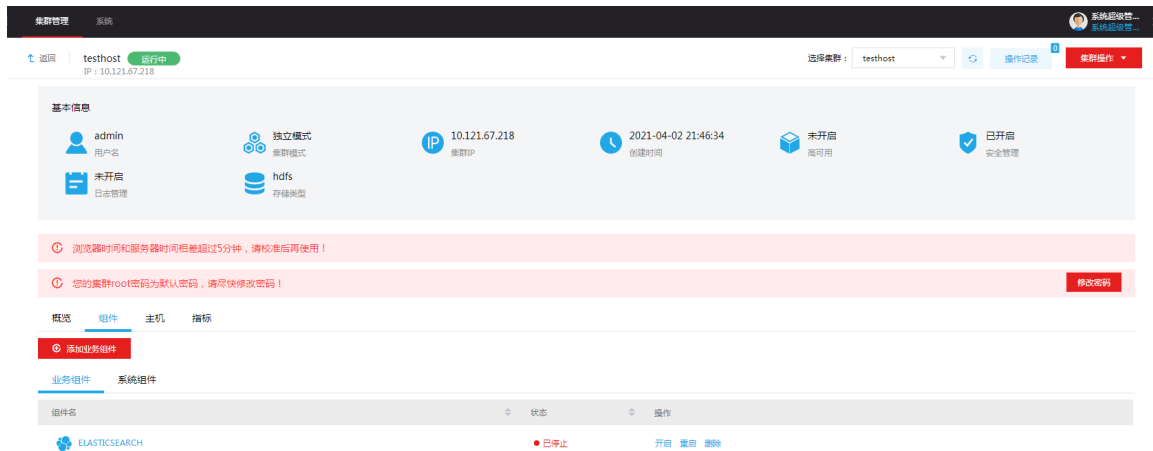 集群管理 系统 系统超级管...
系统超级管...
返回 testhost 运行中 选择集群： testhost 操作记录 0 集群操作
IP：10.121.67.218
基本信息
admin 独立模式 10.121.67.218 2021-04-02 21:46:34 未开启 已开启
用户名 集群模式 集群IP 创建时间 高可用 安全管理
未开启 hdfs
日志管理 存储类型
浏览器时间和服务器时间相差超过5分钟，请校准后再使用！
您的集群root密码为默认密码，请尽快修改密码！ 修改密码
概览 组件 主机 指标
添加业务组件
业务组件 系统组件
组件名 状态 操作
ELASTICSEARCH 已停止 开启 重启 删除